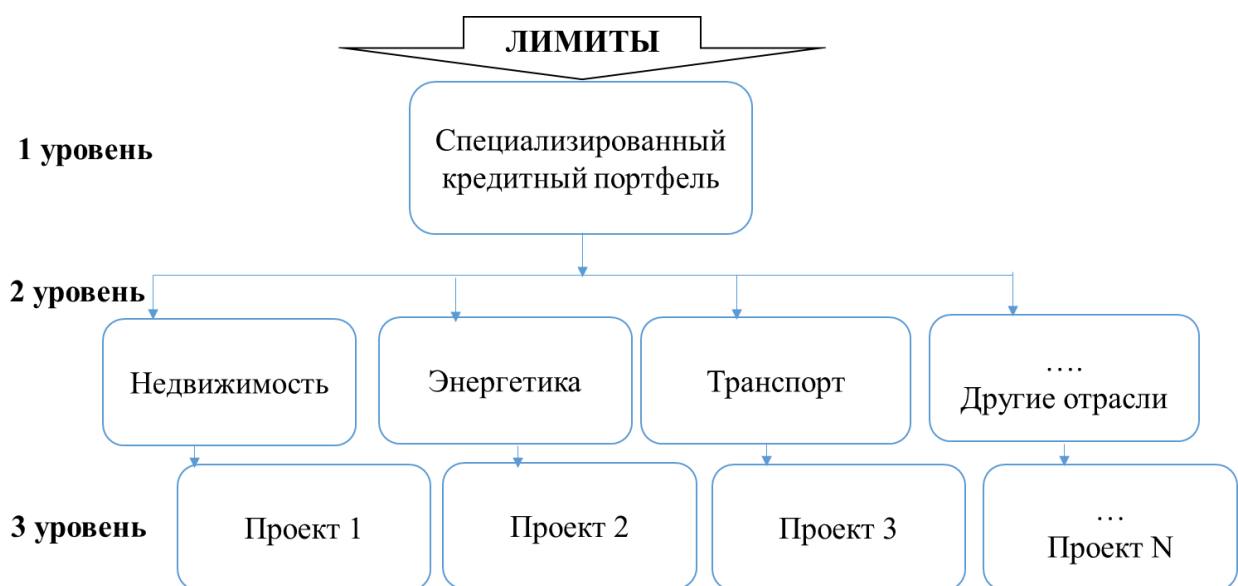 ЛИМИТЫ
1 уровень
Специализированный
кредитный портфель
2 уровень
Недвижимость
Энергетика
Транспорт
….
Другие отрасли
3 уровень
Проект 1
Проект 2
Проект 3
…
Проект N